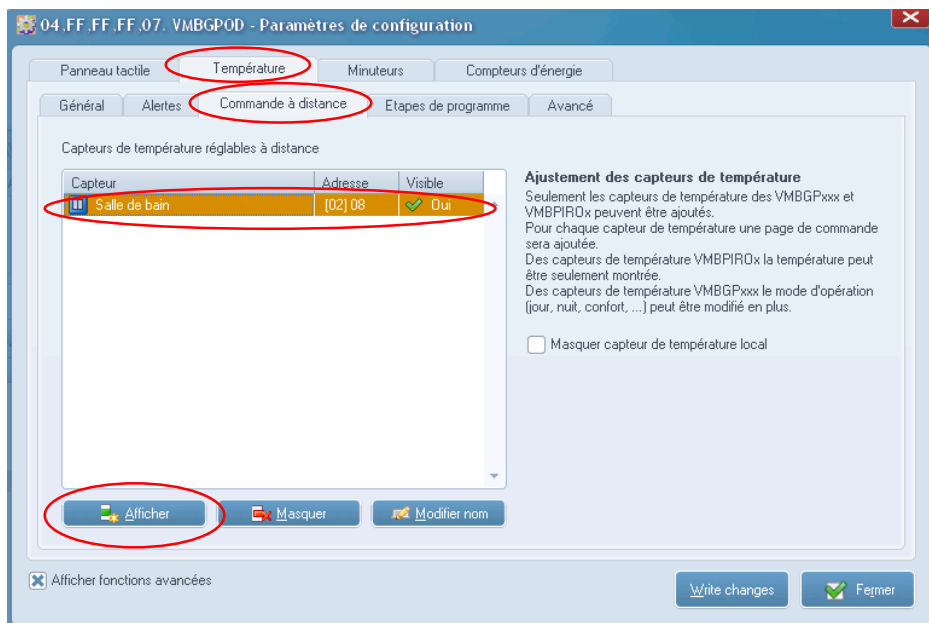 04,FF,FF,FF,07. VMBGPOD - Paramètres de configuration
Panneau tactile Température Minuteurs Compteurs d'énergie
Général Alertes Commande à distance Etapes de programme Avancé
Capteurs de température réglables à distance
Capteur Adresse Visible
Salle de bain [02] 08 Oui
Ajustement des capteurs de température
Seulement les capteurs de température des VMBGPxxx et
VMBPIROx peuvent être ajoutés.
Pour chaque capteur de température une page de commande
sera ajoutée.
Des capteurs de température VMBPIROx la température peut
être seulement montrée.
Des capteurs de température VMBGPxxx le mode d'opération
(jour, nuit, confort, ...) peut être modifié en plus.
Masquer capteur de température local
Afficher Masquer Modifier nom
Afficher fonctions avancées
Write changes Fermer